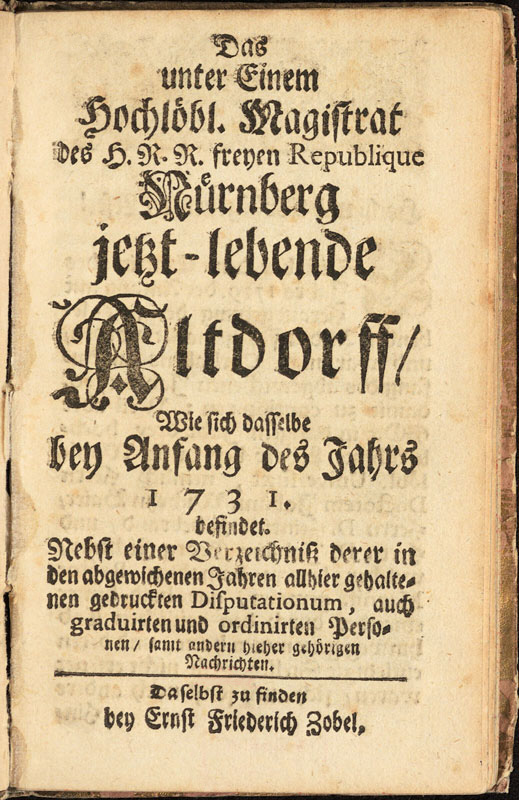 Das
unter Einem
Hochlöbl. Magistrat
des H. R. R. freyen Republique
Nürnberg
jetzt-lebende
Altdorff/
Wie sich dasselbe
bey Anfang des Jahrs
1731.
befindet.
Nebst einer Verzeichniß derer in
den abgewichenen Jahren allhier gehalte-
nen gedruckten Disputationum, auch
graduirten und ordinirten Perso-
nen/ samt andern hieher gehörigen
Nachrichten.
Daselbst zu finden
bey Ernst Friederich Zobel,